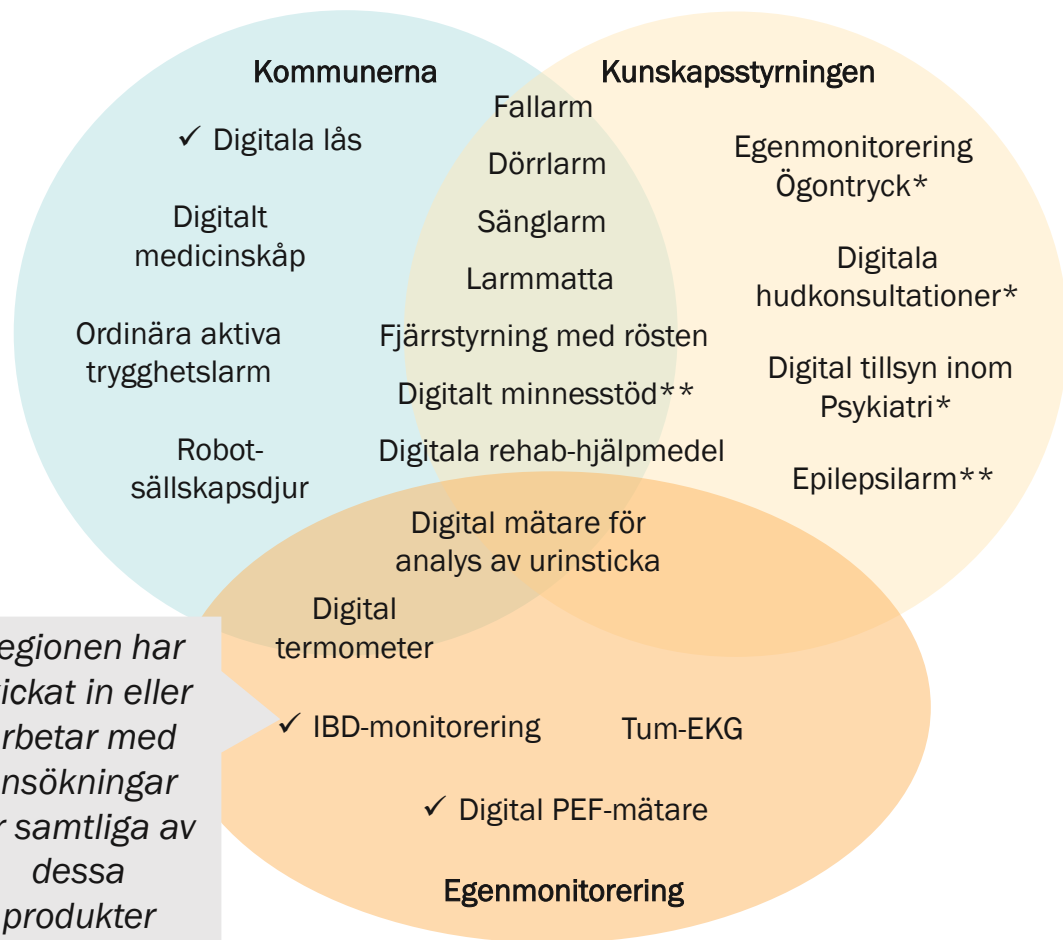 Kommunerna
Kunskapsstyrningen
✓ Digitala lås
Digitalt
medicinskåp
Ordinära aktiva
trygghetslarm
Robot-
sällskapsdjur
Fallarm
Dörrlarm
Sänglarm
Larmmatta
Fjärrstyrning med rösten
Digitalt minnesstöd**
Digitala rehab-hjälpmedel
Egenmonitorering
Ögontryck*
Digitala
hudkonsultationer*
Digital tillsyn inom
Psykiatri*
Epilepsilarm**
Digital mätare för
analys av urinsticka
Digital
termometer
✓ IBD-monitorering
Tum-EKG
✓ Digital PEF-mätare
Egenmonitorering
egionen har
ickat in eller
rbetar med
nsökningar
r samtliga av
dessa
produkter